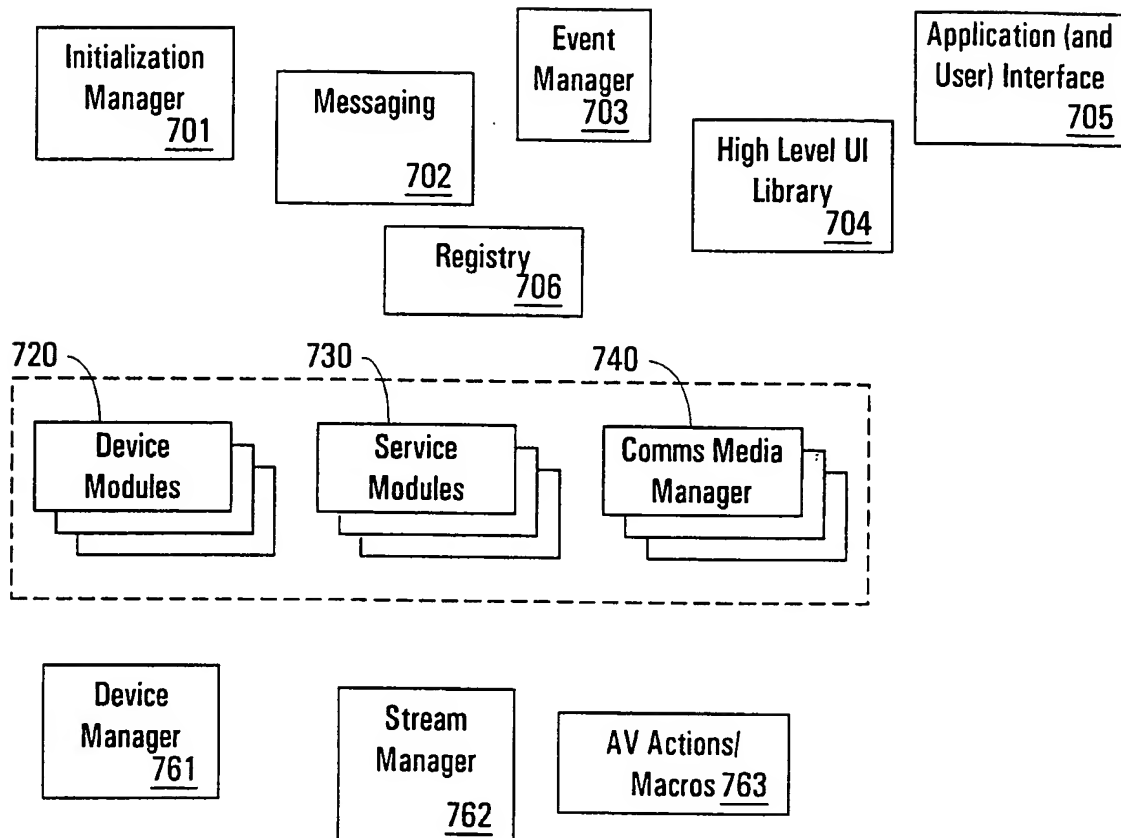 Initialization
Manager
701
Messaging
702
Event
Manager
703
High Level UI
Library
704
Application (and
User) Interface
705
Registry
706
720
730
740
Device
Modules
Service
Modules
Comms Media
Manager
Device
Manager
761
Stream
Manager
762
AV Actions/
Macros 763